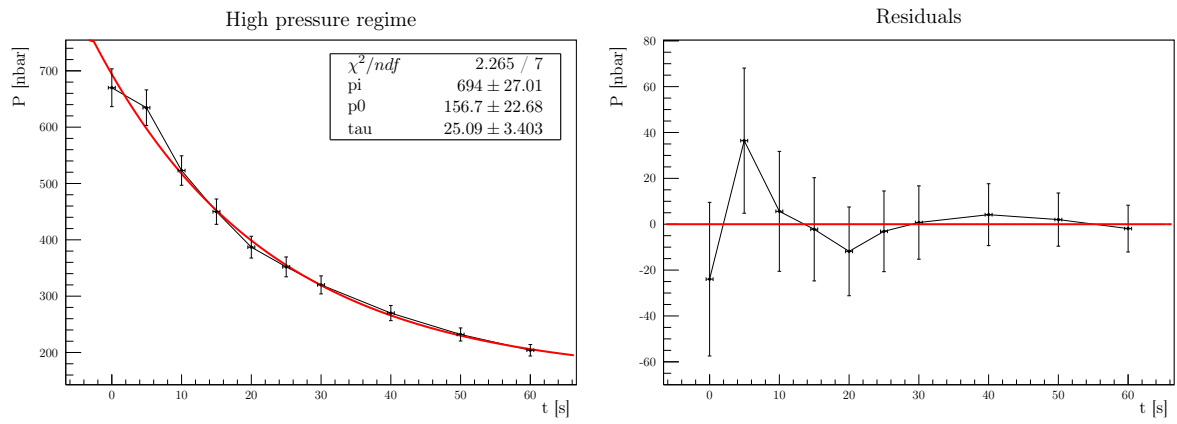 High pressure regime
P [nbar]
χ²/ndf 2.265 / 7
pi 694 ± 27.01
p0 156.7 ± 22.68
tau 25.09 ± 3.403
700
600
500
400
300
200
0 10 20 30 40 50 60
t [s]
Residuals
P [nbar]
80
60
40
20
0
-20
-40
-60
0 10 20 30 40 50 60
t [s]